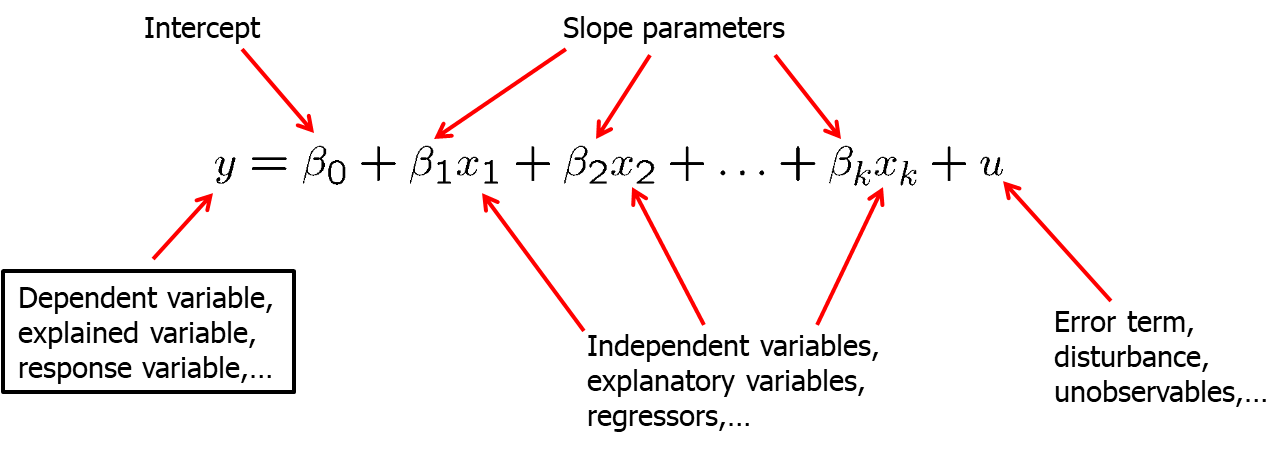 Intercept
Slope parameters
y = β₀ + β₁x₁ + β₂x₂ + … + βₖxₖ + u
Dependent variable,
explained variable,
response variable,…
Independent variables,
explanatory variables,
regressors,…
Error term,
disturbance,
unobservables,…